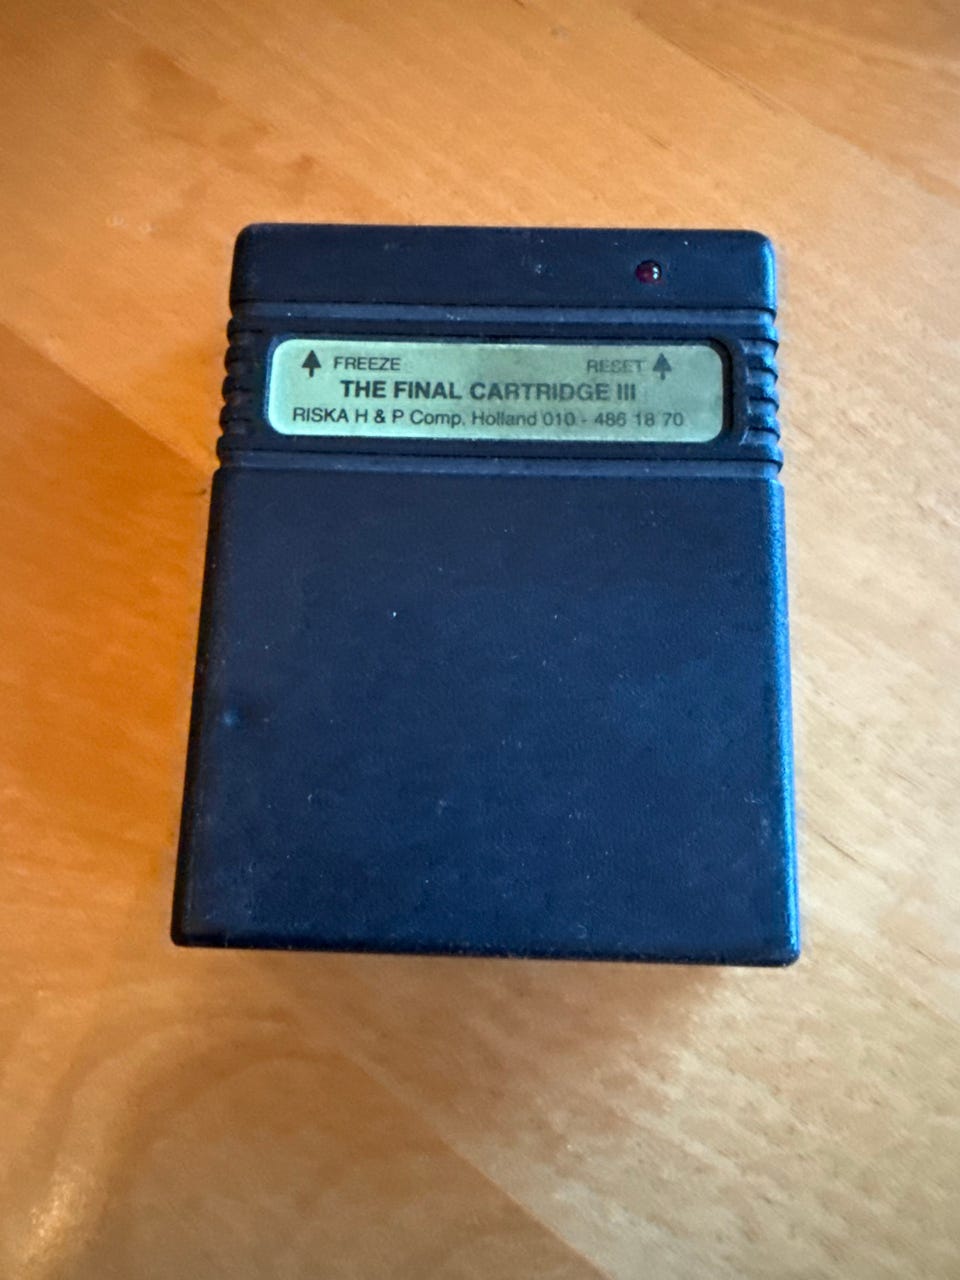 FREEZE RESET
THE FINAL CARTRIDGE III
RISKA H & P Comp. Holland 010 - 486 18 70